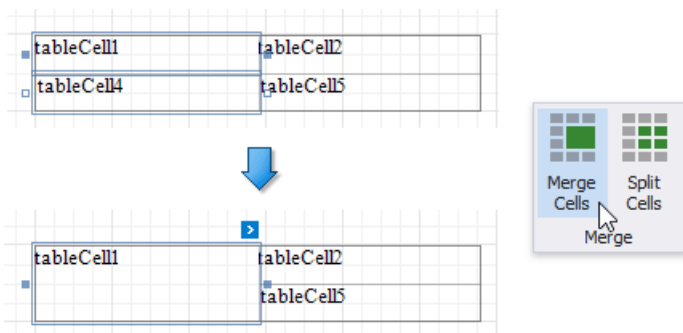 tableCell1 tableCell2
tableCell4 tableCell5
Merge Split
Cells Cells
Merge
tableCell1 tableCell2
tableCell5